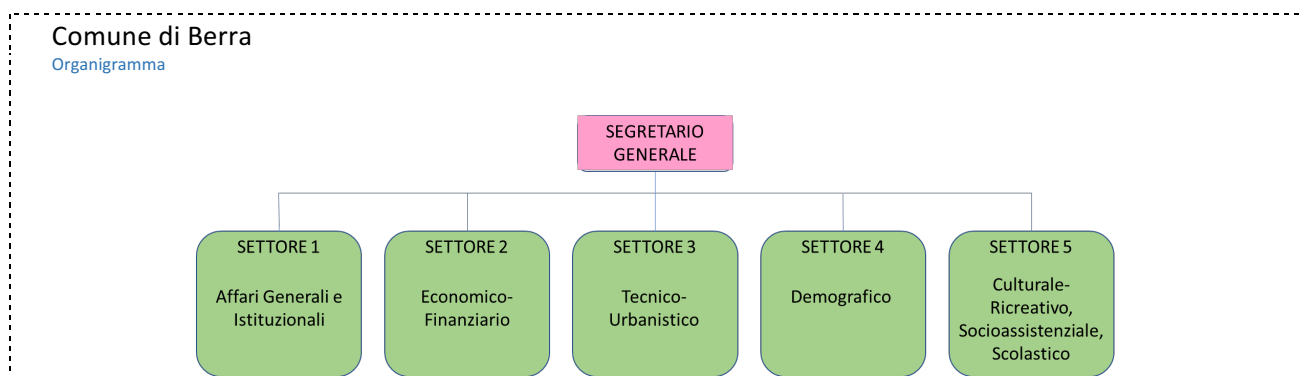 Comune di Berra
Organigramma
SEGRETARIO
GENERALE
SETTORE 1
Affari Generali e
Istituzionali
SETTORE 2
Economico-
Finanziario
SETTORE 3
Tecnico-
Urbanistico
SETTORE 4
Demografico
SETTORE 5
Culturale-
Ricreativo,
Socioassistenziale,
Scolastico